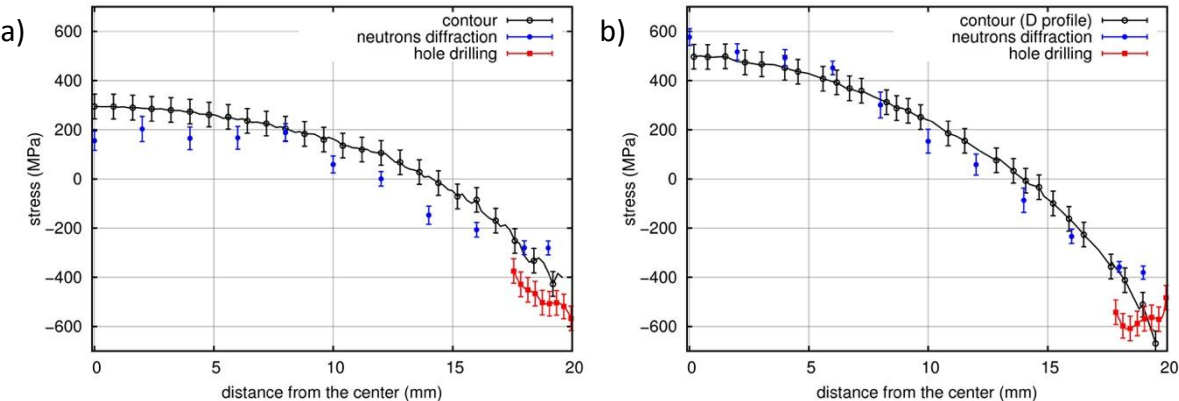 a)
contour
neutrons diffraction
hole drilling
stress (MPa)
600
400
200
0
−200
−400
−600
0 5 10 15 20
distance from the center (mm)
b)
contour (D profile)
neutrons diffraction
hole drilling
stress (MPa)
600
400
200
0
−200
−400
−600
0 5 10 15 20
distance from the center (mm)